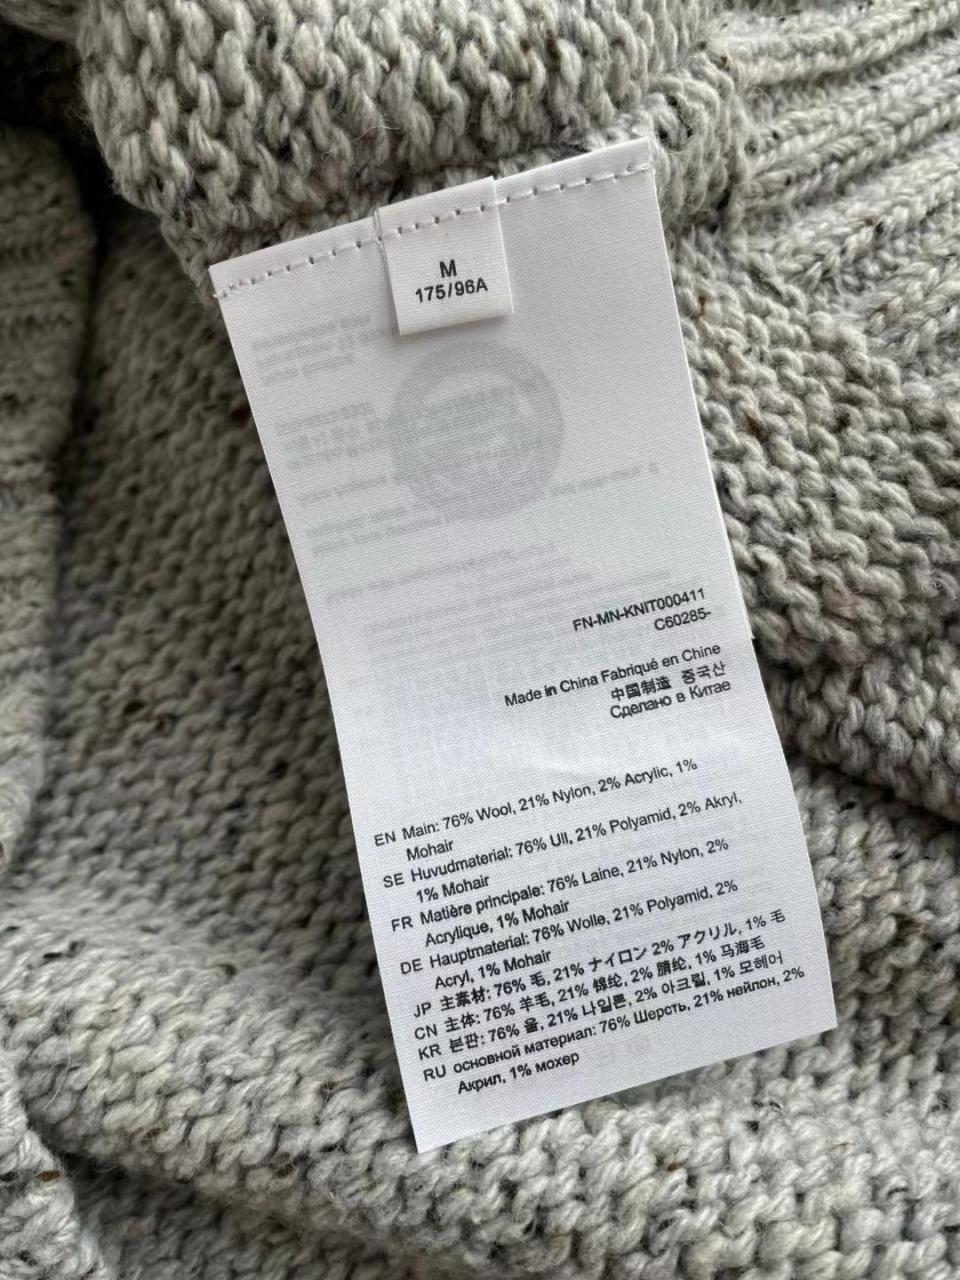 M
175/96A
FN-MN-KNIT000411
C60285-
Made in China Fabriqué en Chine
中国制造 중국산
Сделано в Китае
EN Main: 76% Wool, 21% Nylon, 2% Acrylic, 1%
Mohair
SE Huvudmaterial: 76% Ull, 21% Polyamid, 2% Akryl,
1% Mohair
FR Matière principale: 76% Laine, 21% Nylon, 2%
Acrylique, 1% Mohair
DE Hauptmaterial: 76% Wolle, 21% Polyamid, 2%
Acryl, 1% Mohair
JP 主素材: 76% 毛, 21% ナイロン 2% アクリル, 1% 毛
CN 主体: 76% 羊毛, 21% 锦纶, 2% 腈纶, 1% 马海毛
KR 본판: 76% 울, 21% 나일론, 2% 아크릴, 1% 모헤어
RU основной материал: 76% Шерсть, 21% нейлон, 2%
Акрил, 1% мохер